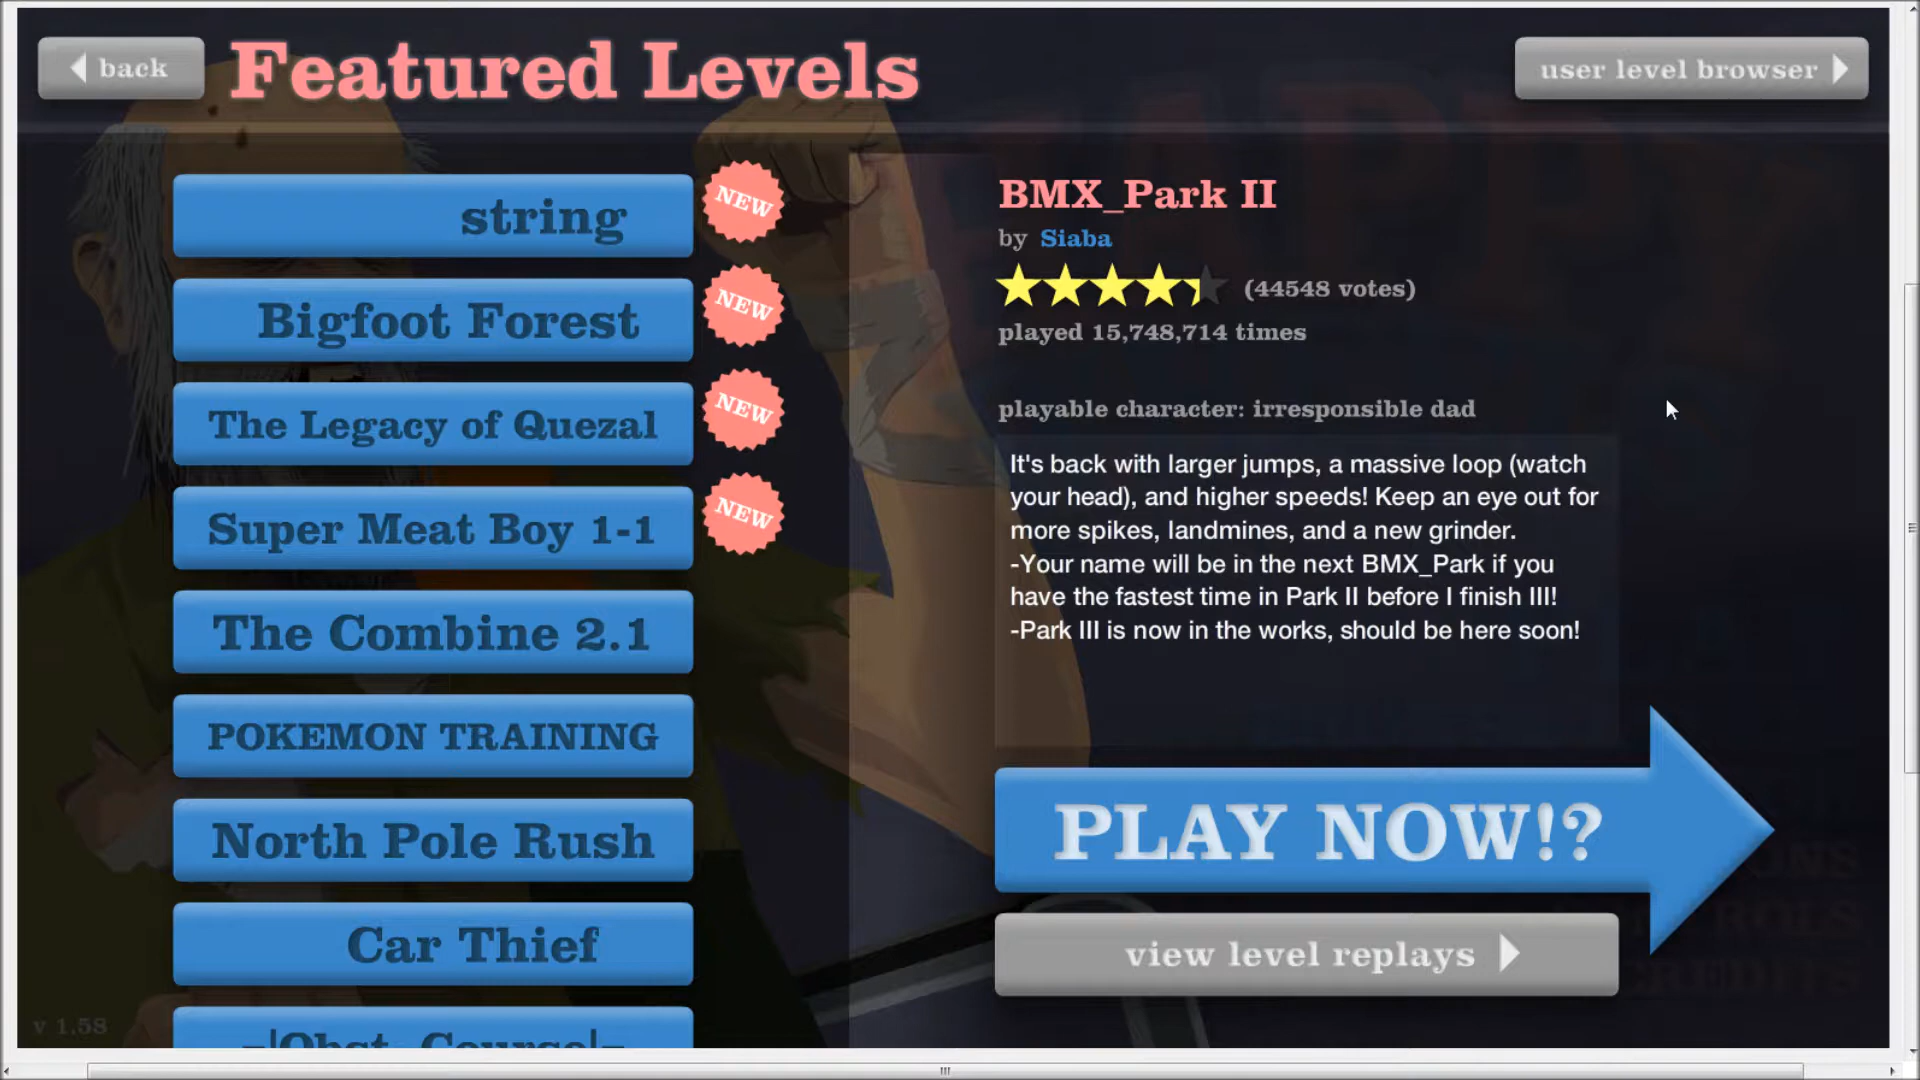 back
Featured Levels
user level browser
string
NEW
Bigfoot Forest
NEW
The Legacy of Quezal
NEW
Super Meat Boy 1-1
NEW
The Combine 2.1
POKEMON TRAINING
North Pole Rush
Car Thief
-|Obst. Course|-
v 1.58
BMX_Park II
by Siaba
(44548 votes)
played 15,748,714 times
playable character: irresponsible dad
It's back with larger jumps, a massive loop (watch
your head), and higher speeds! Keep an eye out for
more spikes, landmines, and a new grinder.
-Your name will be in the next BMX_Park if you
have the fastest time in Park II before I finish III!
-Park III is now in the works, should be here soon!
PLAY NOW!?
view level replays
CREDITS